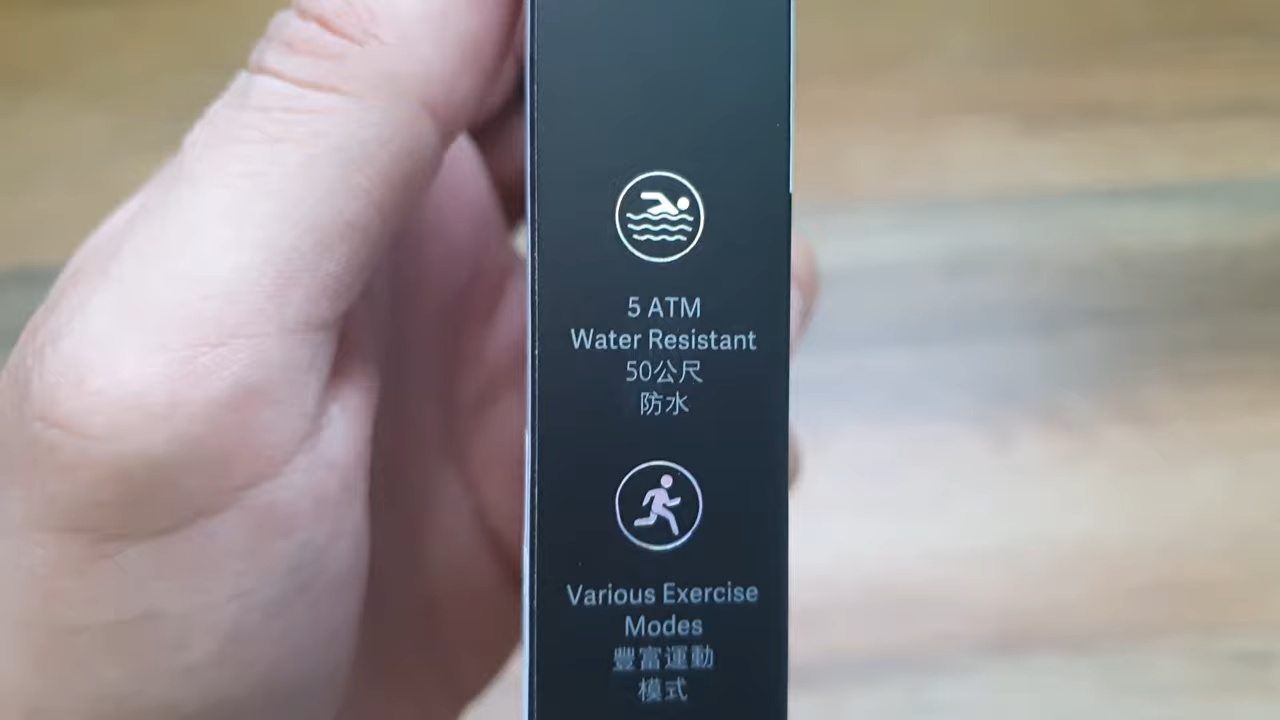 5 ATM
Water Resistant
50公尺
防水
Various Exercise
Modes
豐富運動
模式